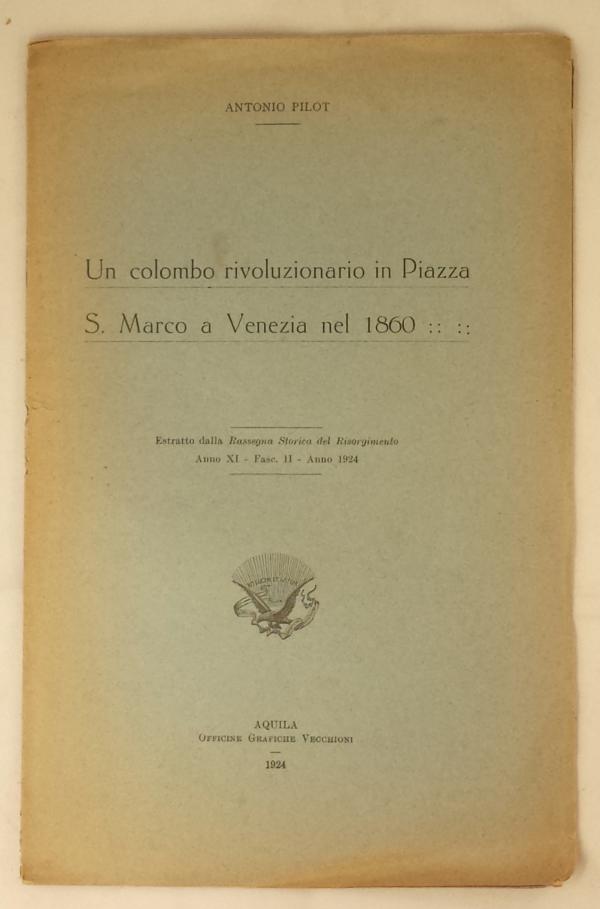 ANTONIO PILOT
Un colombo rivoluzionario in Piazza
S. Marco a Venezia nel 1860 :: ::
Estratto dalla Rassegna Storica del Risorgimento
Anno XI - Fasc. II - Anno 1924
AQUILA
OFFICINE GRAFICHE VECCHIONI
1924